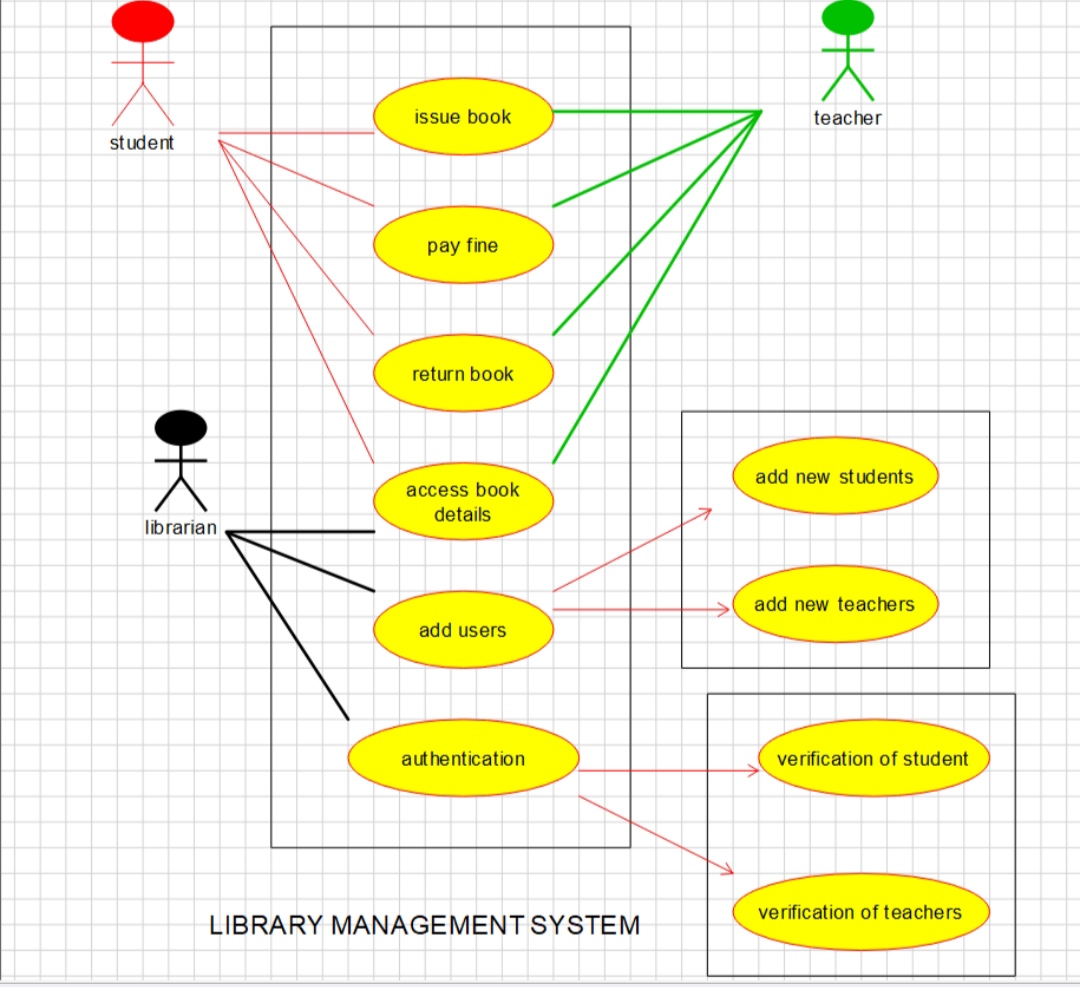 student
teacher
issue book
pay fine
return book
librarian
access book
details
add new students
add users
add new teachers
authentication
verification of student
verification of teachers
LIBRARY MANAGEMENT SYSTEM